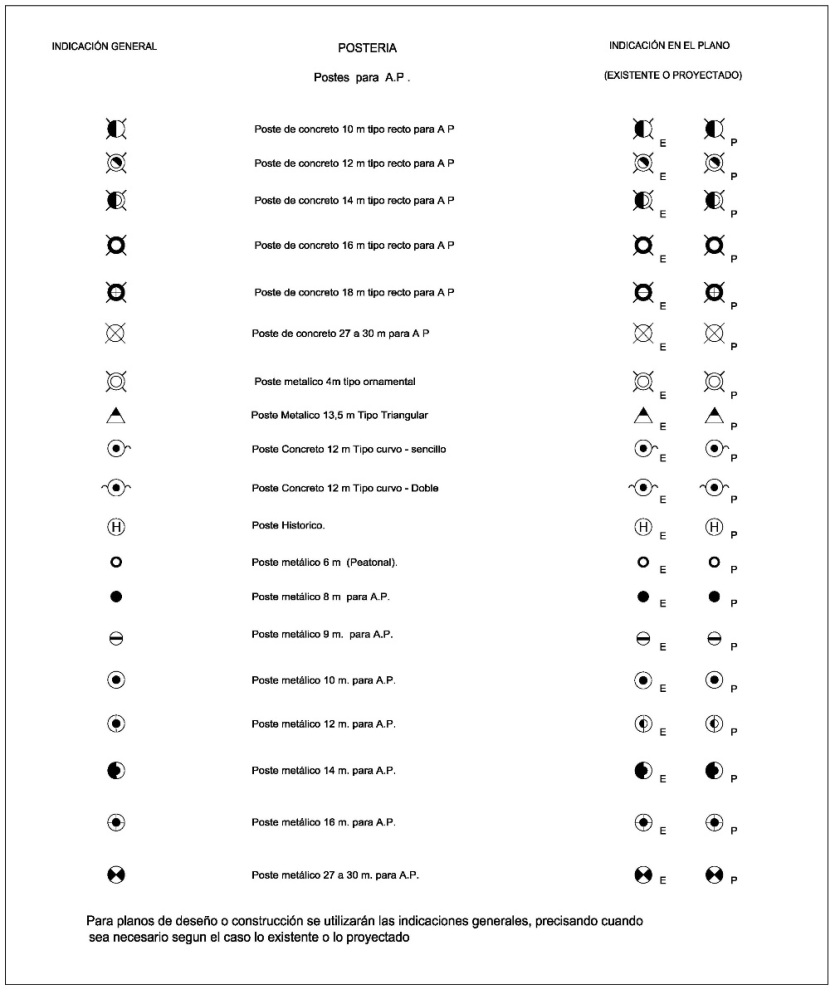 INDICACIÓN GENERAL POSTERIA INDICACIÓN EN EL PLANO
Postes para A.P . (EXISTENTE O PROYECTADO)
Poste de concreto 10 m tipo recto para A P E P
Poste de concreto 12 m tipo recto para A P E P
Poste de concreto 14 m tipo recto para A P E P
Poste de concreto 16 m tipo recto para A P E P
Poste de concreto 18 m tipo recto para A P E P
Poste de concreto 27 a 30 m para A P E P
Poste metalico 4m tipo ornamental E P
Poste Metalico 13,5 m Tipo Triangular E P
Poste Concreto 12 m Tipo curvo - sencillo E P
Poste Concreto 12 m Tipo curvo - Doble E P
H Poste Historico. H E H P
Poste metálico 6 m (Peatonal). E P
Poste metálico 8 m para A.P. E P
Poste metálico 9 m. para A.P. E P
Poste metálico 10 m. para A.P. E P
Poste metálico 12 m. para A.P. E P
Poste metálico 14 m. para A.P. E P
Poste metálico 16 m. para A.P. E P
Poste metálico 27 a 30 m. para A.P. E P
Para planos de deseño o construcción se utilizarán las indicaciones generales, precisando cuando
sea necesario segun el caso lo existente o lo proyectado